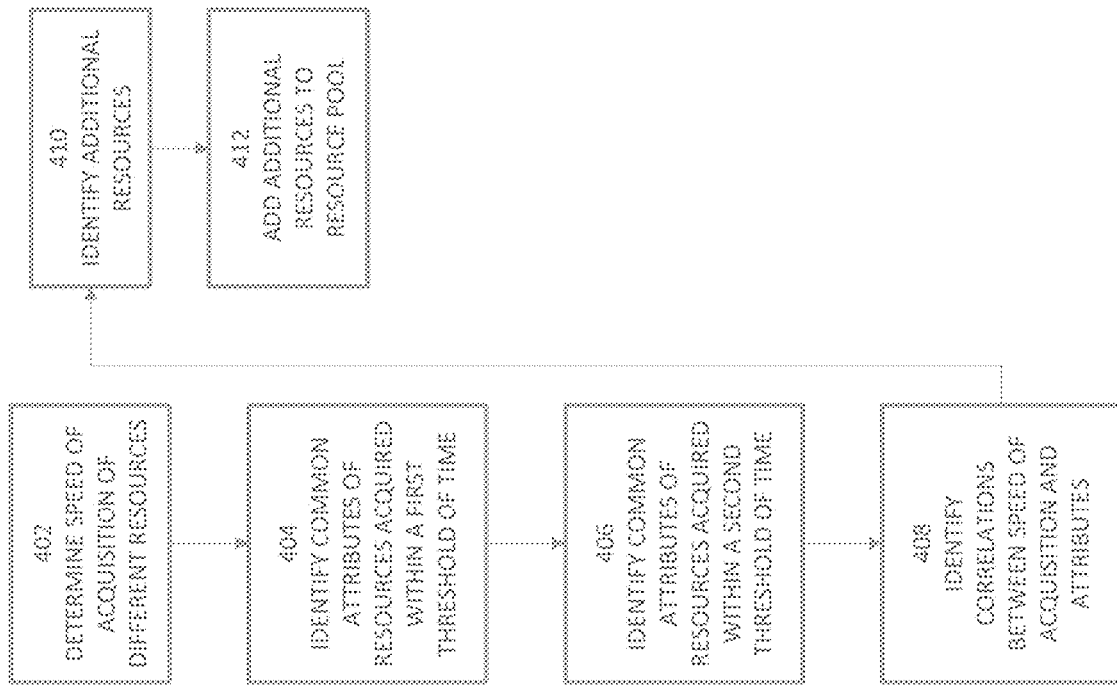 402
DETERMINE SPEED OF
ACQUISITION OF
DIFFERENT RESOURCES
404
IDENTIFY COMMON
ATTRIBUTES OF
RESOURCES ACQUIRED
WITHIN A FIRST
THRESHOLD OF TIME
406
IDENTIFY COMMON
ATTRIBUTES OF
RESOURCES ACQUIRED
WITHIN A SECOND
THRESHOLD OF TIME
408
IDENTIFY
CORRELATIONS
BETWEEN SPEED OF
ACQUISITION AND
ATTRIBUTES
410
IDENTIFY ADDITIONAL
RESOURCES
412
ADD ADDITIONAL
RESOURCES TO
RESOURCE POOL